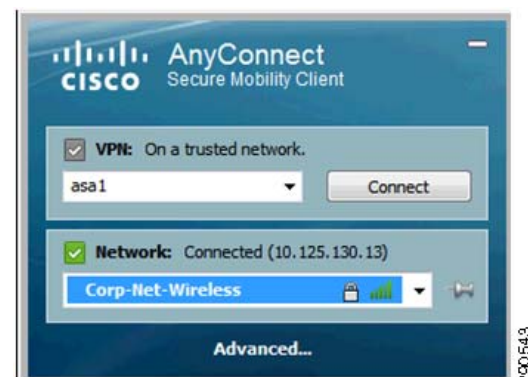 CISCO
AnyConnect
Secure Mobility Client
VPN: On a trusted network.
asa1
Connect
Network: Connected (10.125.130.13)
Corp-Net-Wireless
Advanced...